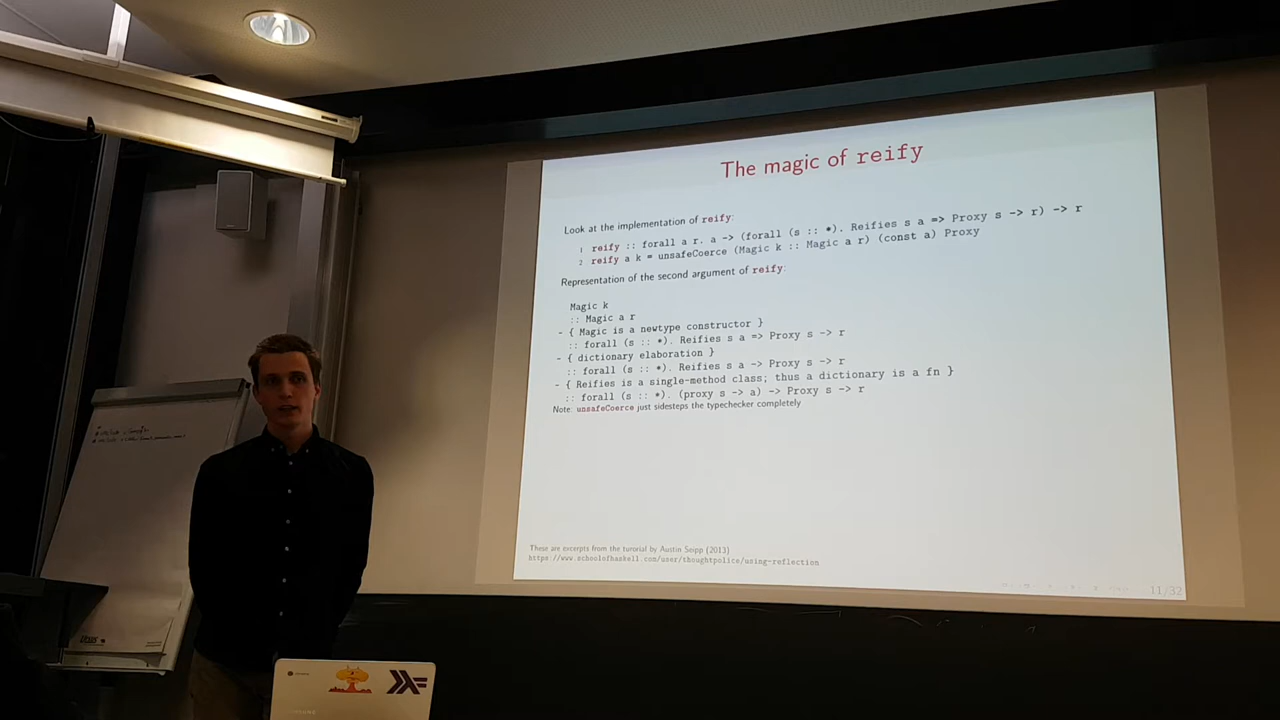 The magic of reify
Look at the implementation of reify:
1 reify :: forall a r. a -> (forall (s :: *). Reifies s a => Proxy s -> r) -> r
2 reify a k = unsafeCoerce (Magic k :: Magic a r) (const a) Proxy
Representation of the second argument of reify:
Magic k
:: Magic a r
- { Magic is a newtype constructor }
:: forall (s :: *). Reifies s a => Proxy s -> r
- { dictionary elaboration }
:: forall (s :: *). Reifies s a -> Proxy s -> r
- { Reifies is a single-method class; thus a dictionary is a fn }
:: forall (s :: *). (proxy s -> a) -> Proxy s -> r
Note: unsafeCoerce just sidesteps the typechecker completely
These are excerpts from the turorial by Austin Seipp (2013)
https://www.schoolofhaskell.com/user/thoughtpolice/using-reflection
11/32